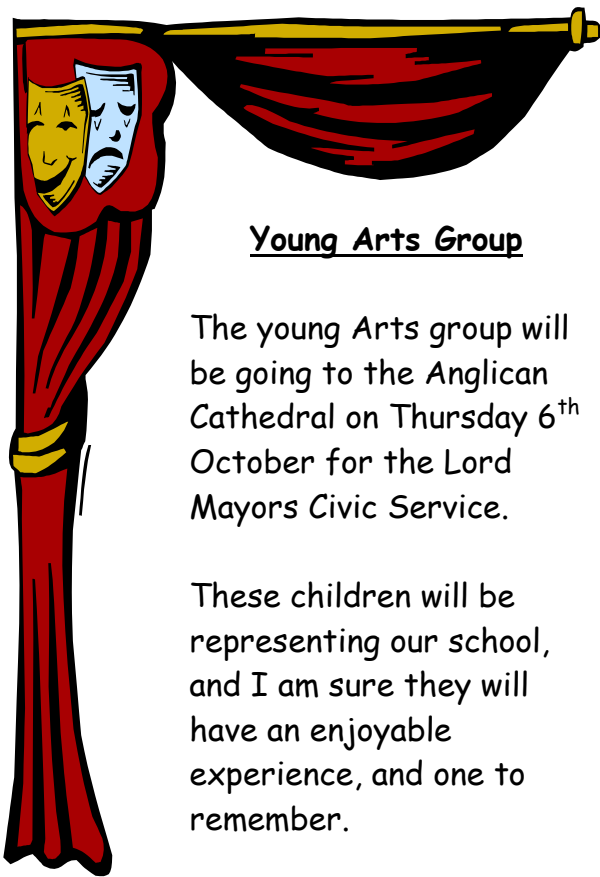 Young Arts Group
The young Arts group will
be going to the Anglican
Cathedral on Thursday 6th
October for the Lord
Mayors Civic Service.
These children will be
representing our school,
and I am sure they will
have an enjoyable
experience, and one to
remember.